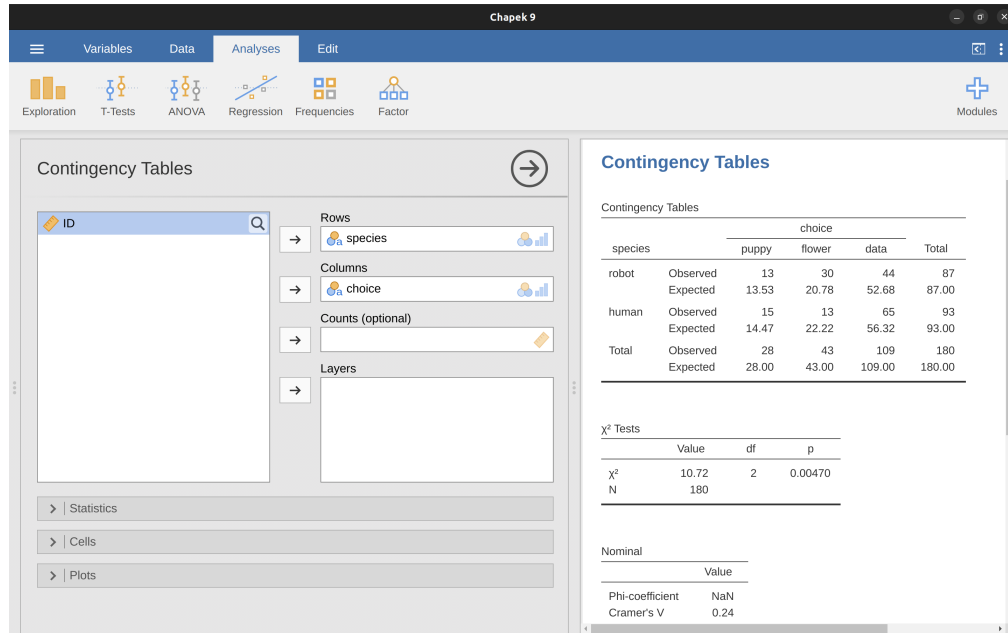 Chapek 9
Variables Data Analyses Edit
Exploration T-Tests ANOVA Regression Frequencies Factor Modules
Contingency Tables
ID
Rows
a species
Columns
a choice
Counts (optional)
Layers
Statistics
Cells
Plots
Contingency Tables
Contingency Tables
choice
species puppy flower data Total
robot Observed 13 30 44 87
Expected 13.53 20.78 52.68 87.00
human Observed 15 13 65 93
Expected 14.47 22.22 56.32 93.00
Total Observed 28 43 109 180
Expected 28.00 43.00 109.00 180.00
χ² Tests
Value df p
χ² 10.72 2 0.00470
N 180
Nominal
Value
Phi-coefficient NaN
Cramer's V 0.24